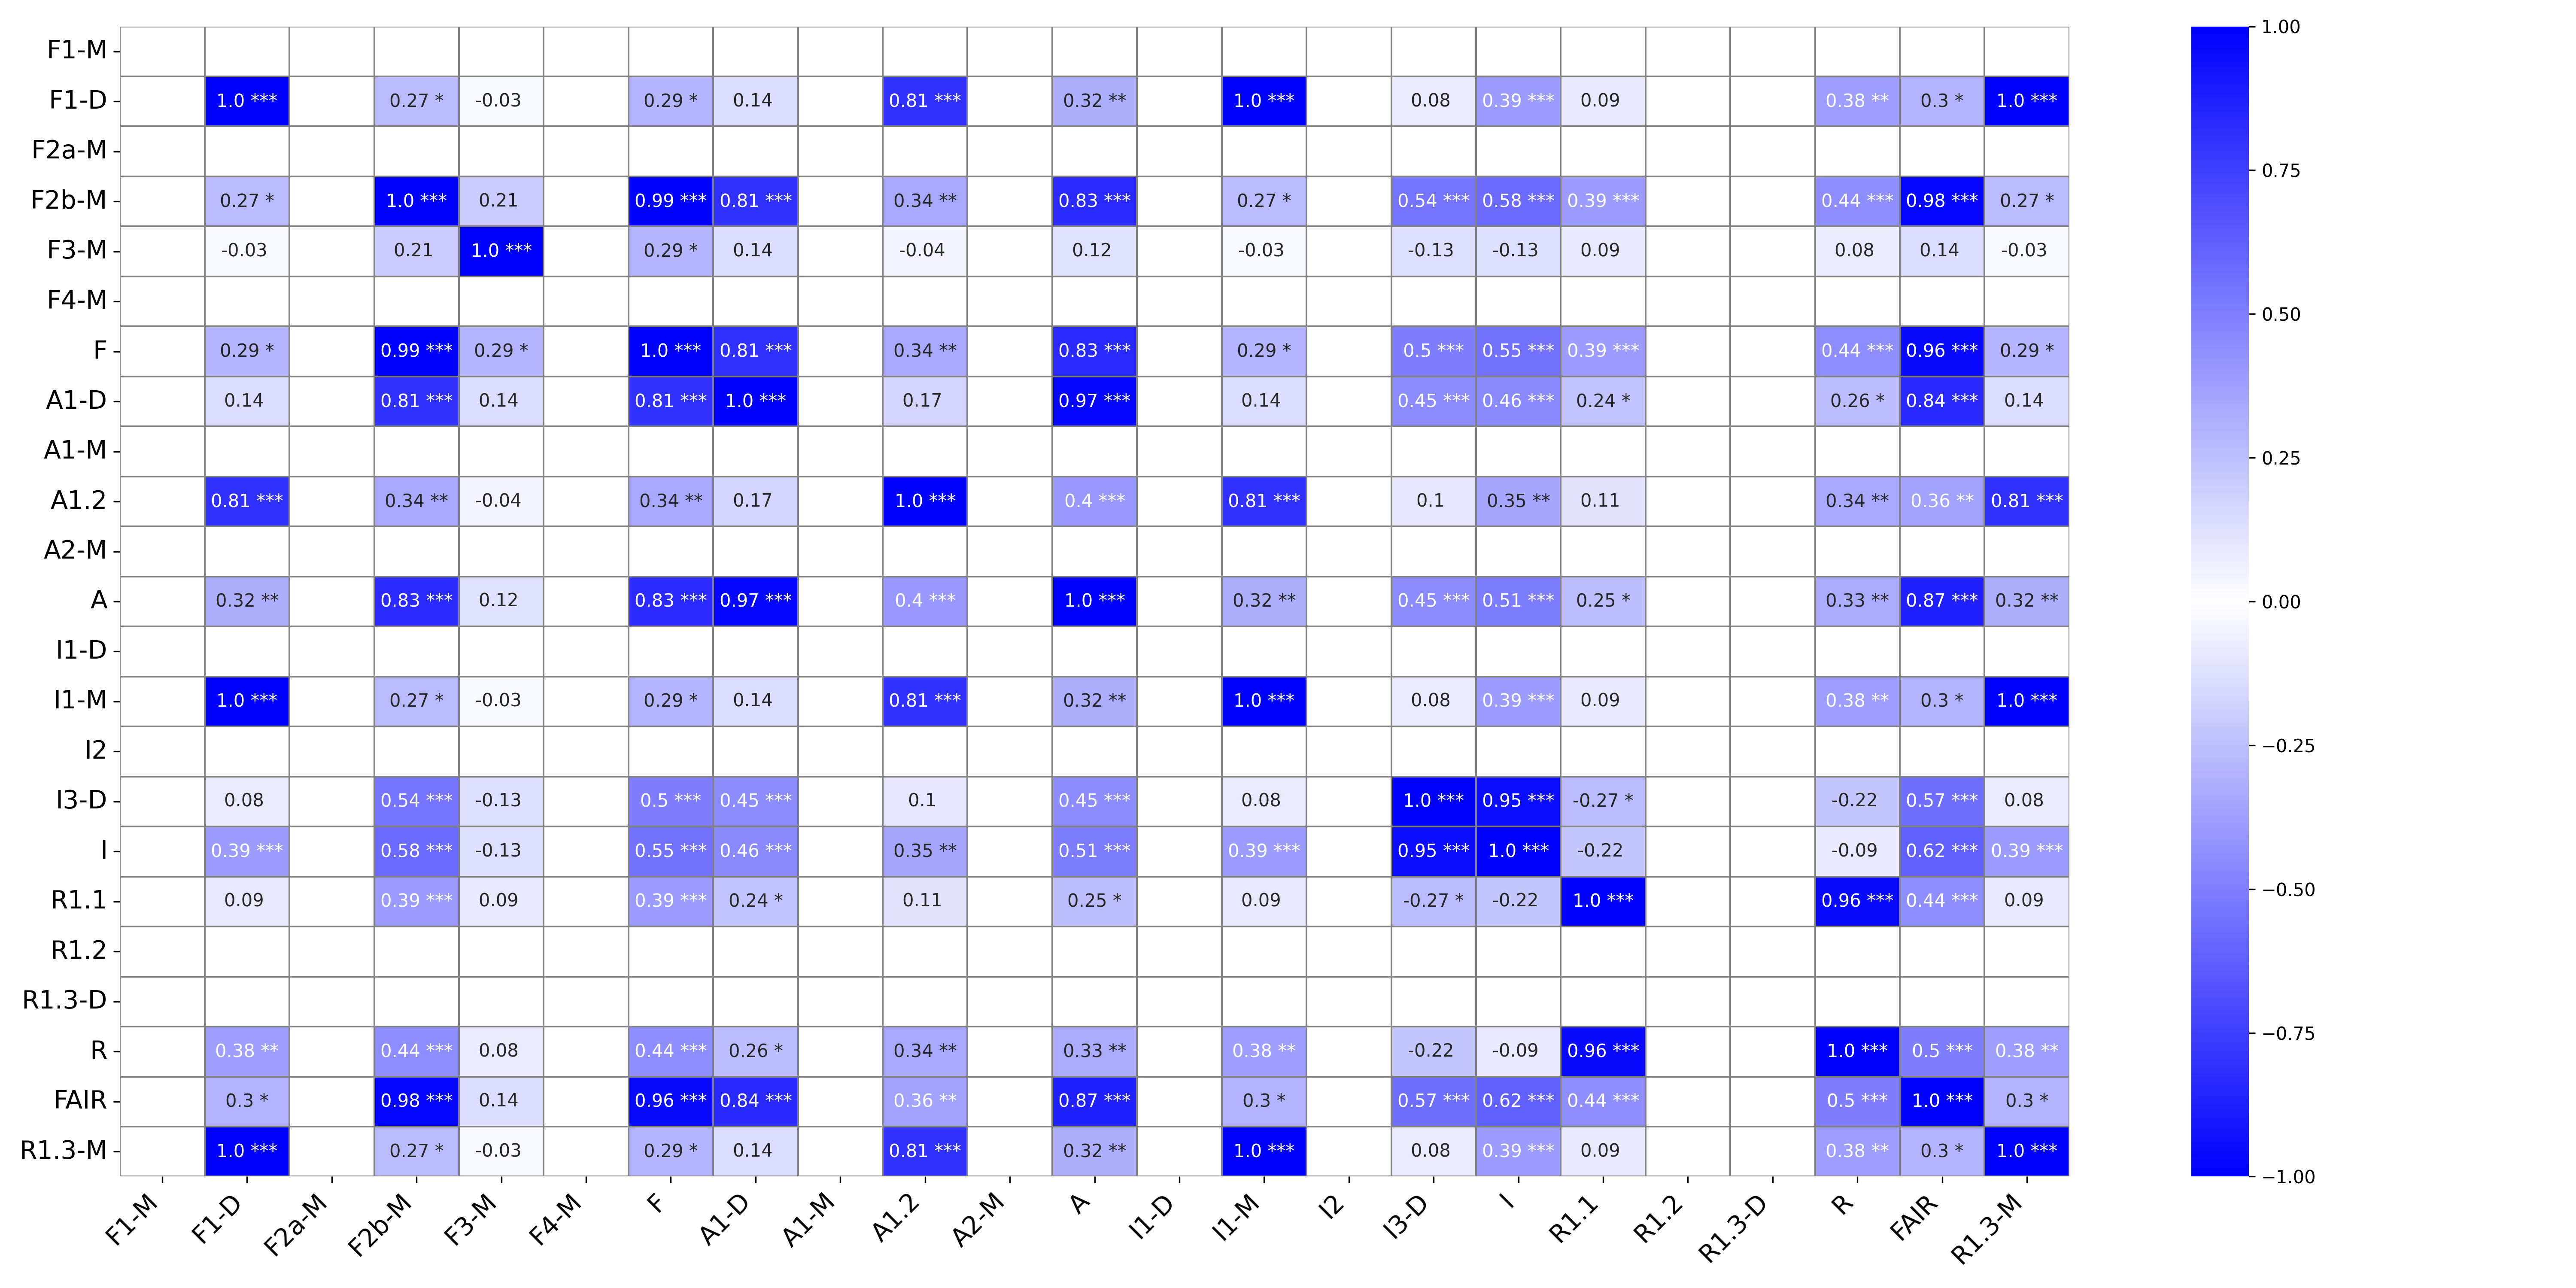 F1-M
F1-D 1.0 *** 0.27 * -0.03 0.29 * 0.14 0.81 *** 0.32 ** 1.0 *** 0.08 0.39 *** 0.09 0.38 ** 0.3 * 1.0 ***
F2a-M
F2b-M 0.27 * 1.0 *** 0.21 0.99 *** 0.81 *** 0.34 ** 0.83 *** 0.27 * 0.54 *** 0.58 *** 0.39 *** 0.44 *** 0.98 *** 0.27 *
F3-M -0.03 0.21 1.0 *** 0.29 * 0.14 -0.04 0.12 -0.03 -0.13 -0.13 0.09 0.08 0.14 -0.03
F4-M
F 0.29 * 0.99 *** 0.29 * 1.0 *** 0.81 *** 0.34 ** 0.83 *** 0.29 * 0.5 *** 0.55 *** 0.39 *** 0.44 *** 0.96 *** 0.29 *
A1-D 0.14 0.81 *** 0.14 0.81 *** 1.0 *** 0.17 0.97 *** 0.14 0.45 *** 0.46 *** 0.24 * 0.26 * 0.84 *** 0.14
A1-M
A1.2 0.81 *** 0.34 ** -0.04 0.34 ** 0.17 1.0 *** 0.4 *** 0.81 *** 0.1 0.35 ** 0.11 0.34 ** 0.36 ** 0.81 ***
A2-M
A 0.32 ** 0.83 *** 0.12 0.83 *** 0.97 *** 0.4 *** 1.0 *** 0.32 ** 0.45 *** 0.51 *** 0.25 * 0.33 ** 0.87 *** 0.32 **
I1-D
I1-M 1.0 *** 0.27 * -0.03 0.29 * 0.14 0.81 *** 0.32 ** 1.0 *** 0.08 0.39 *** 0.09 0.38 ** 0.3 * 1.0 ***
I2
I3-D 0.08 0.54 *** -0.13 0.5 *** 0.45 *** 0.1 0.45 *** 0.08 1.0 *** 0.95 *** -0.27 * -0.22 0.57 *** 0.08
I 0.39 *** 0.58 *** -0.13 0.55 *** 0.46 *** 0.35 ** 0.51 *** 0.39 *** 0.95 *** 1.0 *** -0.22 -0.09 0.62 *** 0.39 ***
R1.1 0.09 0.39 *** 0.09 0.39 *** 0.24 * 0.11 0.25 * 0.09 -0.27 * -0.22 1.0 *** 0.96 *** 0.44 *** 0.09
R1.2
R1.3-D
R 0.38 ** 0.44 *** 0.08 0.44 *** 0.26 * 0.34 ** 0.33 ** 0.38 ** -0.22 -0.09 0.96 *** 1.0 *** 0.5 *** 0.38 **
FAIR 0.3 * 0.98 *** 0.14 0.96 *** 0.84 *** 0.36 ** 0.87 *** 0.3 * 0.57 *** 0.62 *** 0.44 *** 0.5 *** 1.0 *** 0.3 *
R1.3-M 1.0 *** 0.27 * -0.03 0.29 * 0.14 0.81 *** 0.32 ** 1.0 *** 0.08 0.39 *** 0.09 0.38 ** 0.3 * 1.0 ***
F1-M F1-D F2a-M F2b-M F3-M F4-M F A1-D A1-M A1.2 A2-M A I1-D I1-M I2 I3-D I R1.1 R1.2 R1.3-D R FAIR R1.3-M
1.00
0.75
0.50
0.25
0.00
−0.25
−0.50
−0.75
−1.00